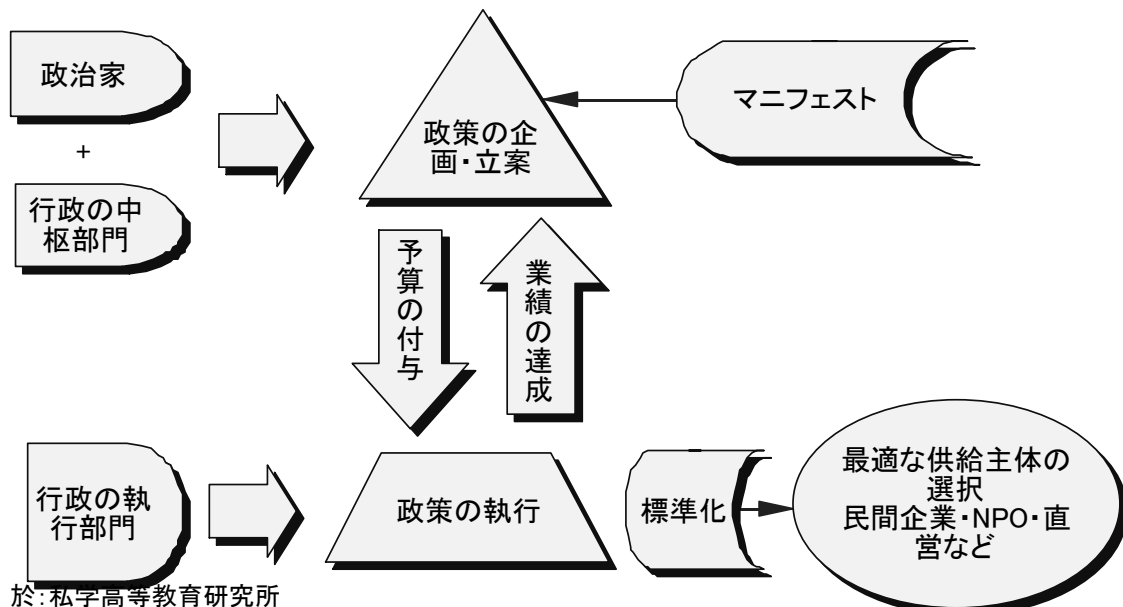 政治家
+
行政の中
枢部門
政策の企
画・立案
マニフェスト
予算の付与
業績の達成
行政の執
行部門
政策の執行
標準化
最適な供給主体の
選択
民間企業・NPO・直
営など
於:私学高等教育研究所